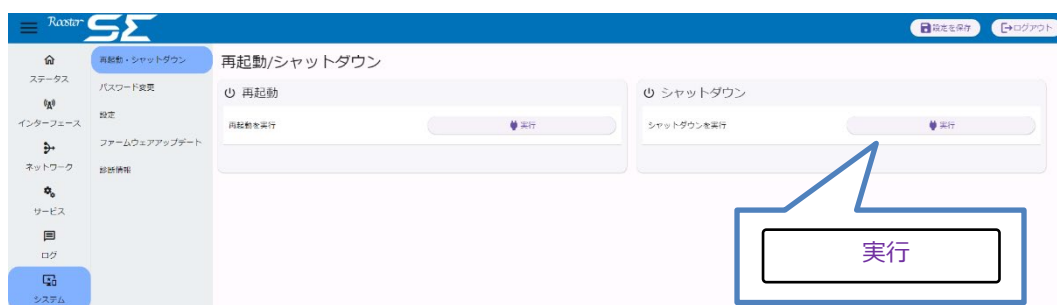 Rooster SE
設定を保存
ログアウト
ステータス
インターフェース
ネットワーク
サービス
ログ
システム
再起動・シャットダウン
パスワード変更
設定
ファームウェアアップデート
診断情報
再起動/シャットダウン
再起動
再起動を実行
実行
シャットダウン
シャットダウンを実行
実行
実行